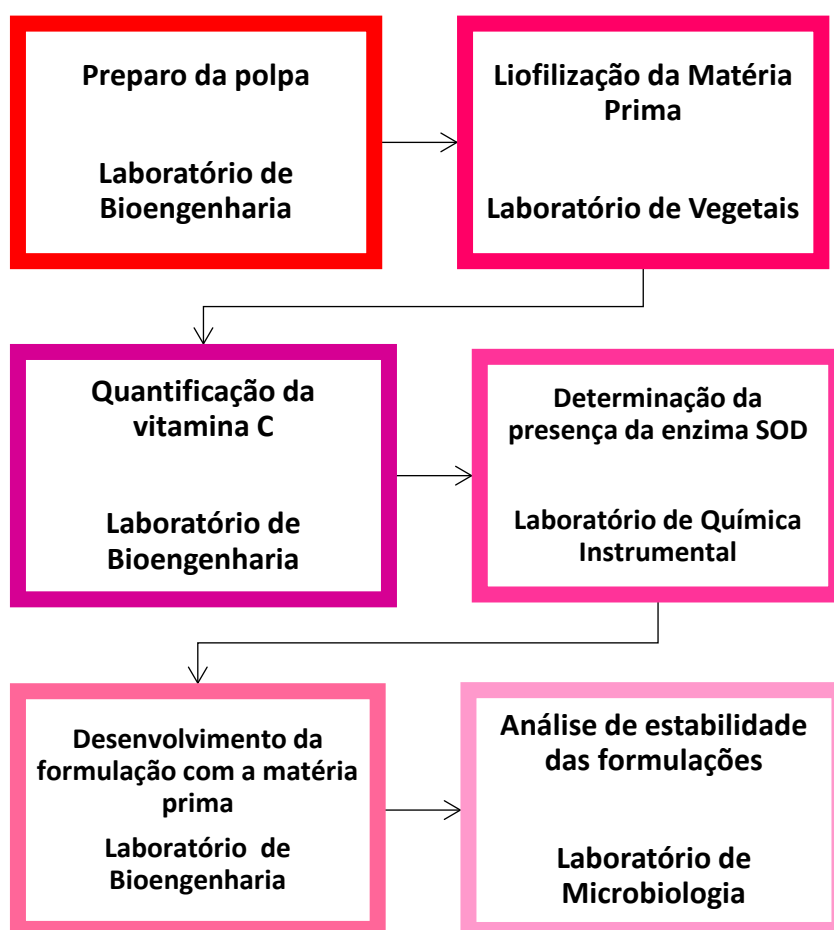 Preparo da polpa
Laboratório de
Bioengenharia
Liofilização da Matéria
Prima
Laboratório de Vegetais
Quantificação da
vitamina C
Laboratório de
Bioengenharia
Determinação da
presença da enzima SOD
Laboratório de Química
Instrumental
Desenvolvimento da
formulação com a matéria
prima
Laboratório de
Bioengenharia
Análise de estabilidade
das formulações
Laboratório de
Microbiologia